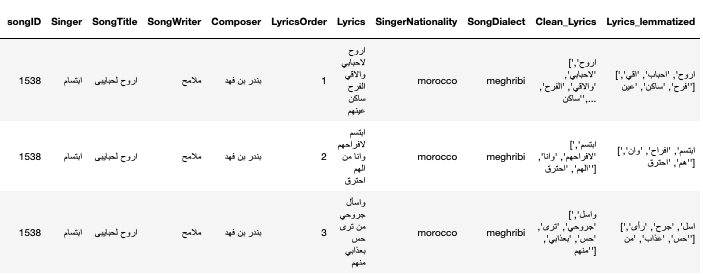 songID Singer SongTitle SongWriter Composer LyricsOrder Lyrics SingerNationality SongDialect Clean_Lyrics Lyrics_lemmatized
1538 ابتسام اروح لحبايبى ملامح بندر بن فهد 1
اروح
لاحبابي
والاقي
الفرح
ساكن
عينهم
morocco meghribi
['اروح',
'لاحبابي',
'والاقي', 'الفرح',
'ساكن',...
['اروح', 'احباب', 'اقي',
'فرح', 'ساكن', 'عين']
1538 ابتسام اروح لحبايبى ملامح بندر بن فهد 2
ابتسم
لافراحهم
وانا من
الهم
احترق
morocco meghribi
['ابتسم',
'لافراحهم', 'وانا',
'الهم', 'احترق']
['ابتسم', 'افراح', 'وان',
'هم', 'احترق']
1538 ابتسام اروح لحبايبى ملامح بندر بن فهد 3
واسأل
جروحي
من ترى
حس
بعذابي
منهم
morocco meghribi
['واسل',
'جروحي', 'ترى',
'حس', 'بعذابي',
'منهم']
['اسل', 'جرح', 'رأى',
'حس', 'عذاب', 'من']